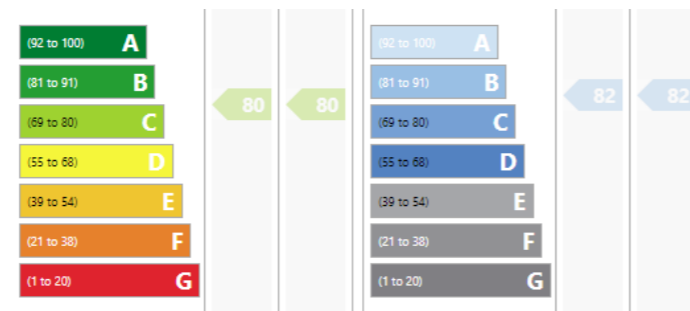 (92 to 100) A
(81 to 91) B
(69 to 80) C
(55 to 68) D
(39 to 54) E
(21 to 38) F
(1 to 20) G
80
80
(92 to 100) A
(81 to 91) B
(69 to 80) C
(55 to 68) D
(39 to 54) E
(21 to 38) F
(1 to 20) G
82
82